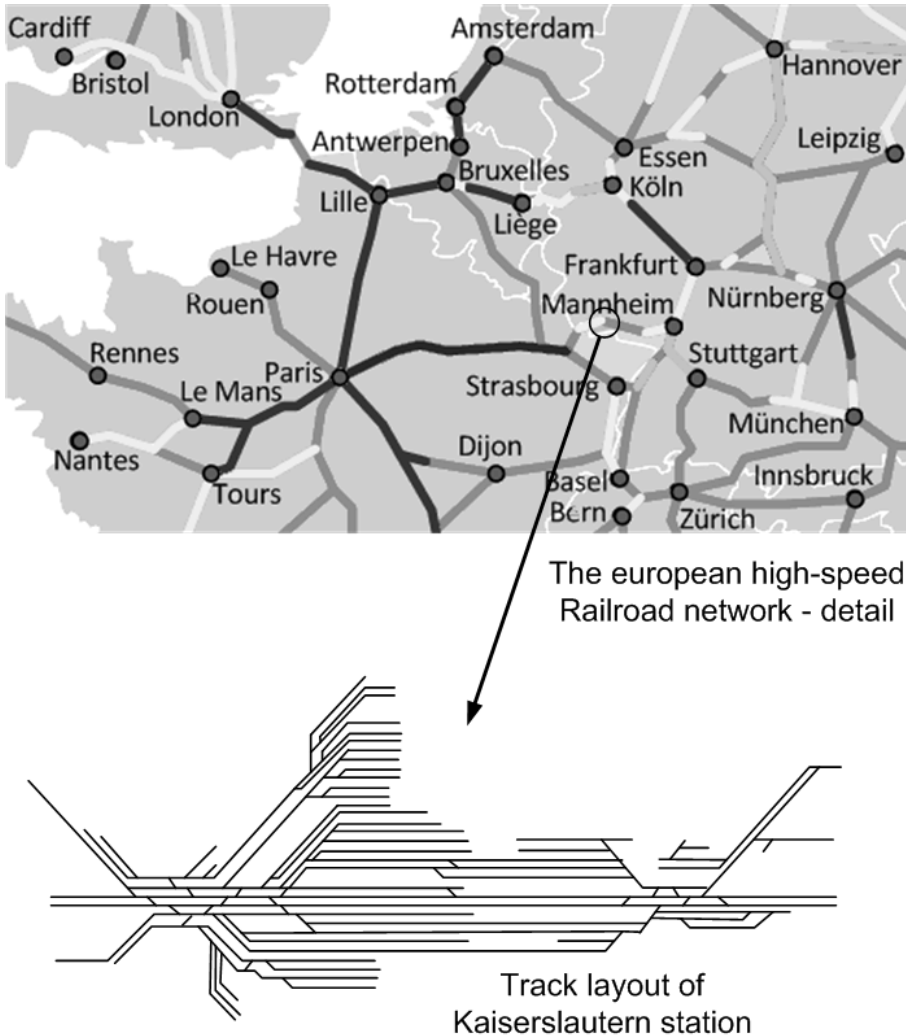 Cardiff
Bristol
London
Amsterdam
Rotterdam
Antwerpen
Bruxelles
Lille
Liège
Essen
Köln
Hannover
Leipzig
Le Havre
Rouen
Frankfurt
Mannheim
Nürnberg
Rennes
Le Mans
Paris
Strasbourg
Stuttgart
Nantes
Tours
Dijon
München
Basel
Bern
Zürich
Innsbruck
The european high-speed
Railroad network - detail
Track layout of
Kaiserslautern station